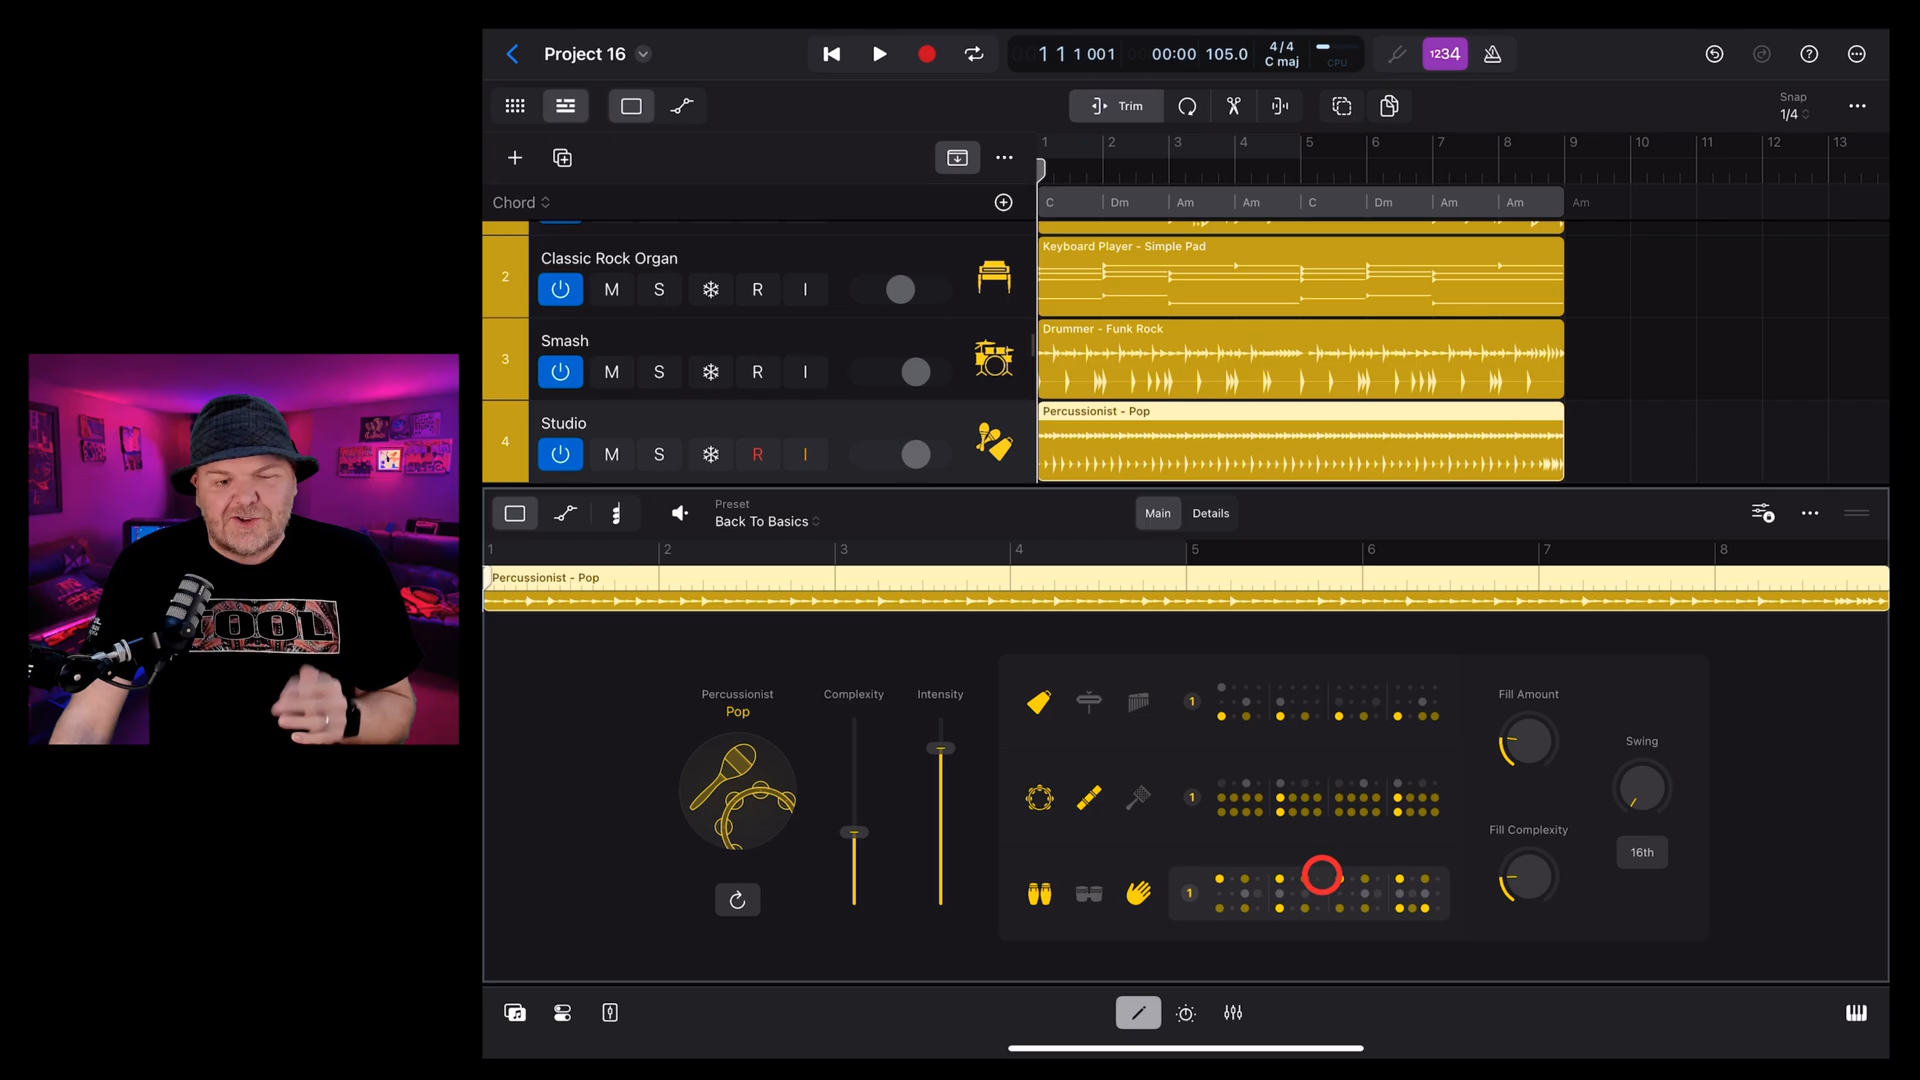 Project 16
1 1 1 001
00:00
105.0
4/4
C maj
CPU
1234
Trim
Snap
1/4
1 2 3 4 5 6 7 8 9 10 11 12 13
Chord
C Dm Am Am C Dm Am Am Am
2
Classic Rock Organ
M S R I
Keyboard Player - Simple Pad
3
Smash
M S R I
Drummer - Funk Rock
4
Studio
M S R I
Percussionist - Pop
Preset
Back To Basics
Main
Details
1 2 3 4 5 6 7 8
Percussionist - Pop
Percussionist
Pop
Complexity
Intensity
1
1
1
Fill Amount
Fill Complexity
Swing
16th
TOOL